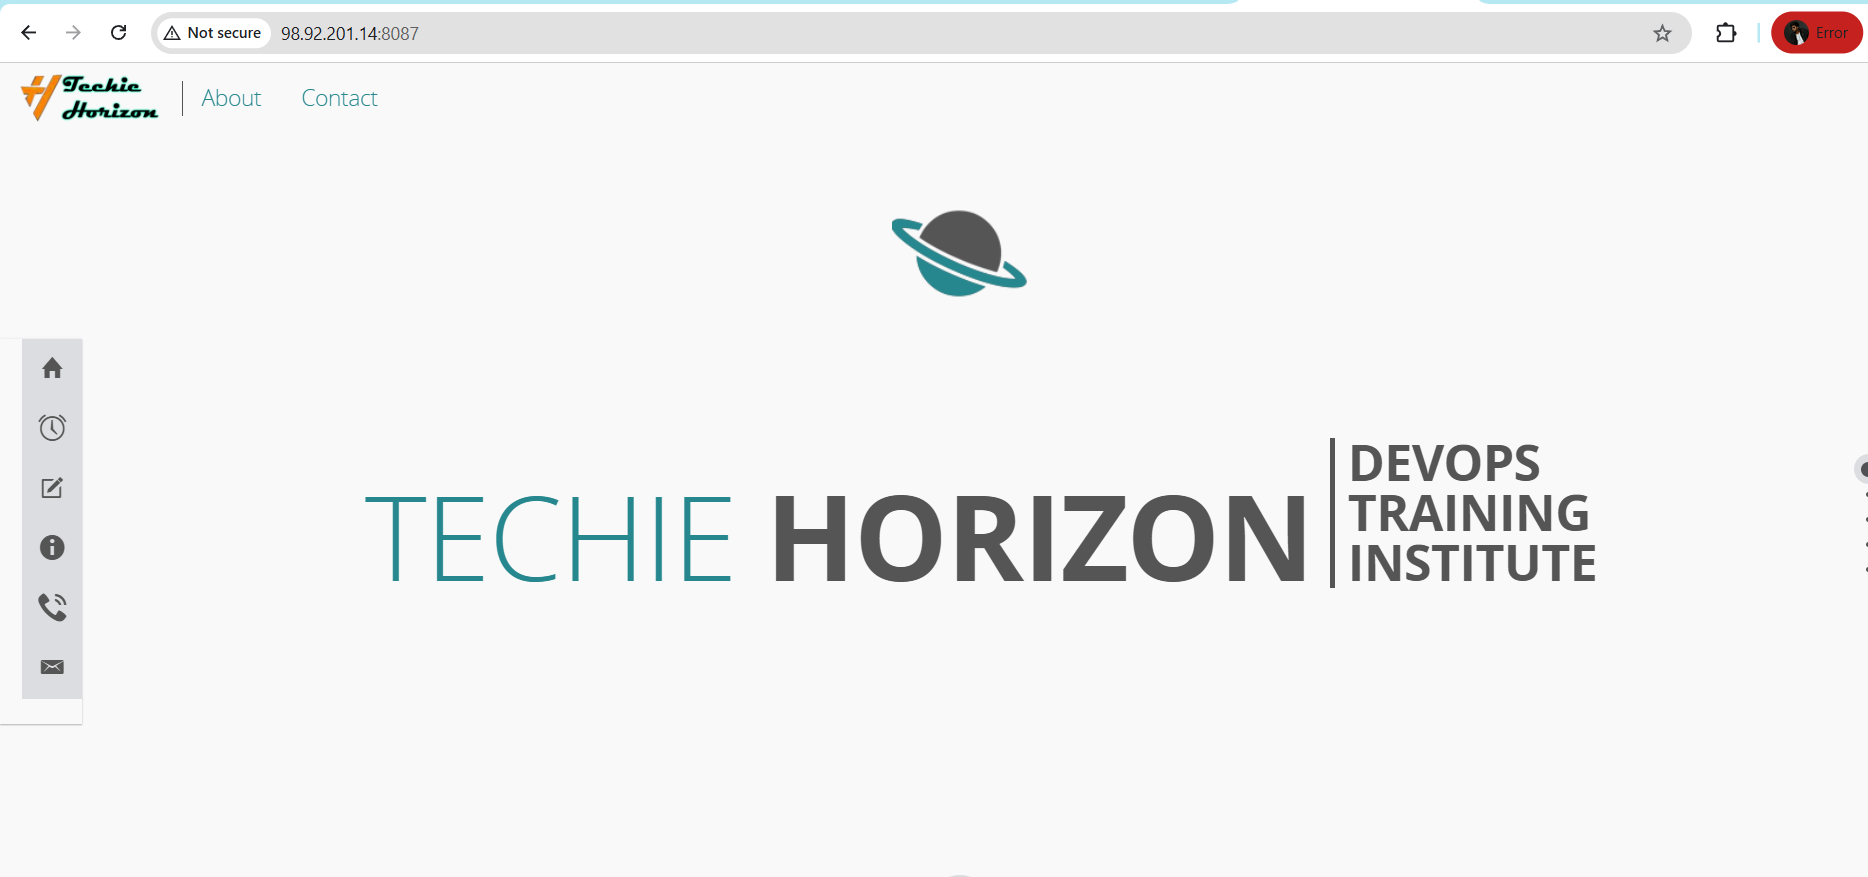 Not secure
98.92.201.14:8087
Error
Techie
Horizon
About
Contact
TECHIE HORIZON
DEVOPS
TRAINING
INSTITUTE